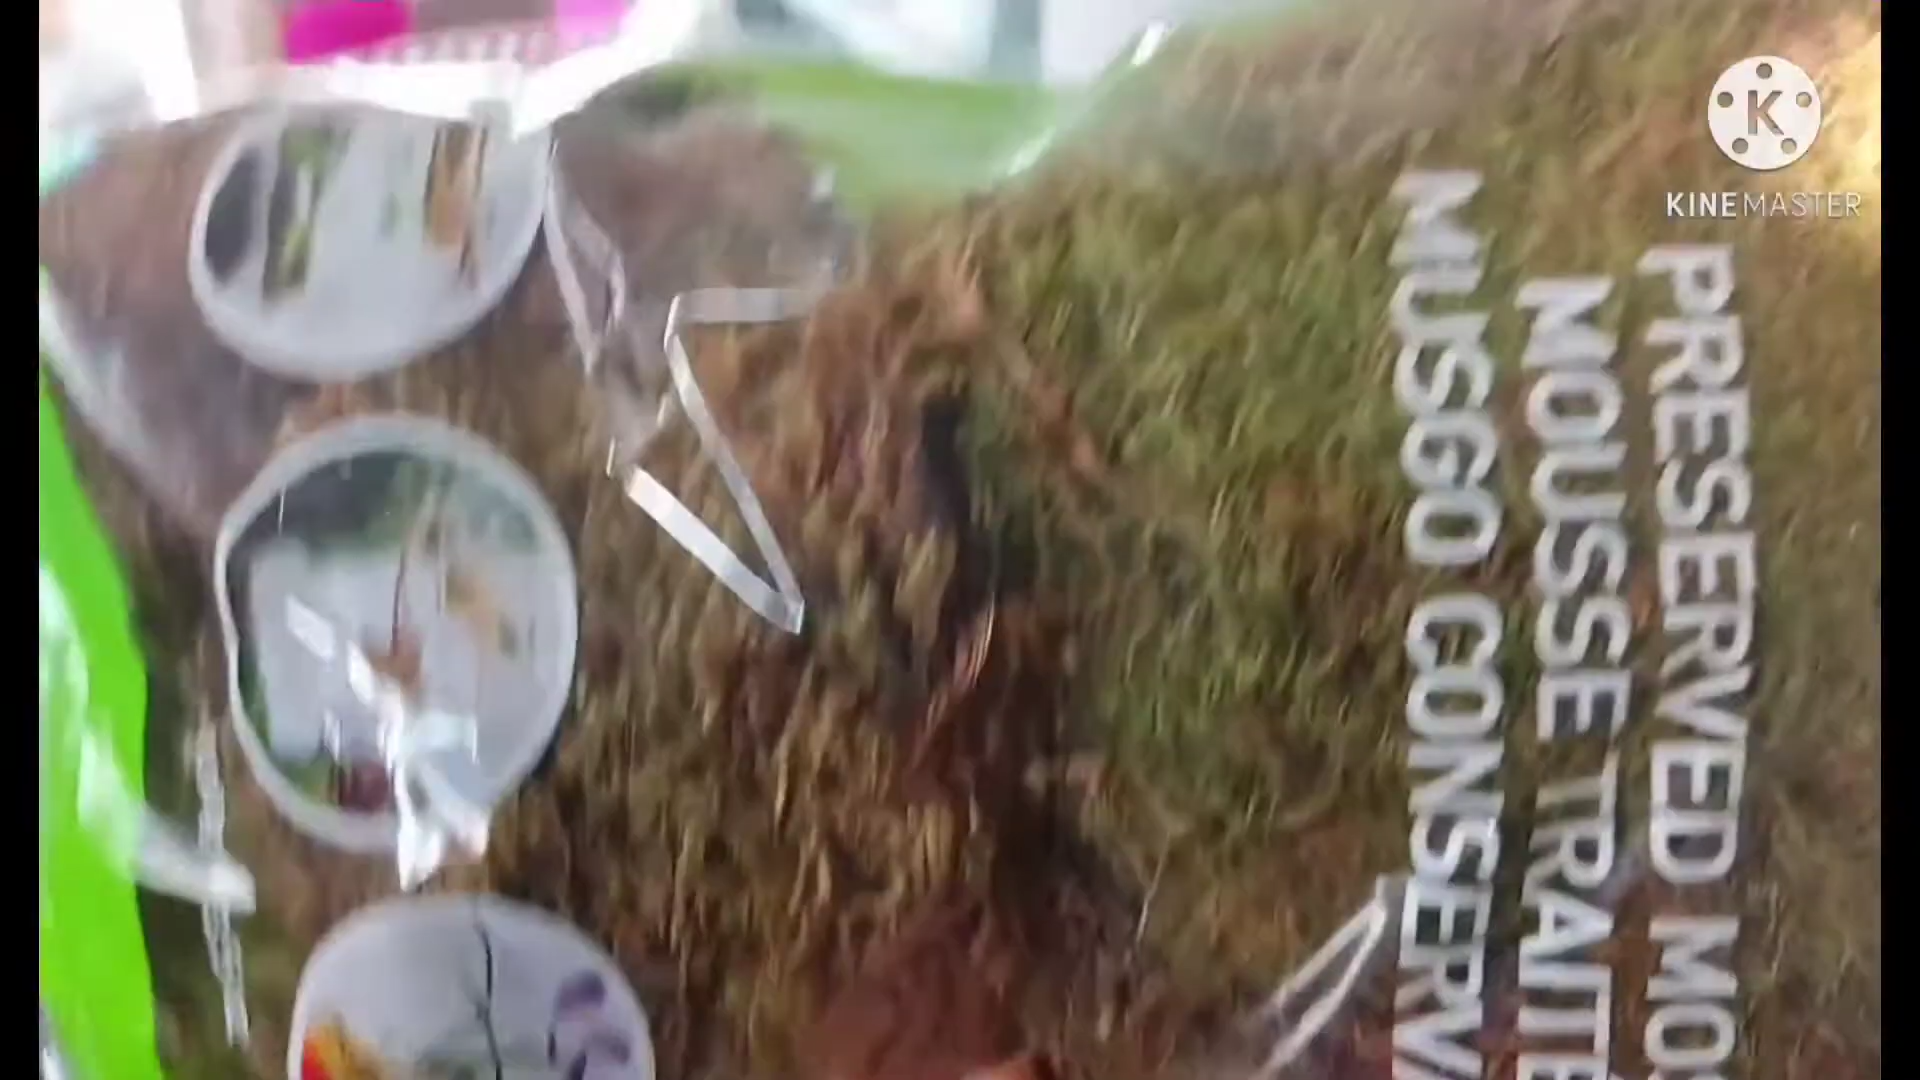 K
KINEMASTER
PRESERVED MO
MOUSSE TRAITÉ
MUSGO CONSERV